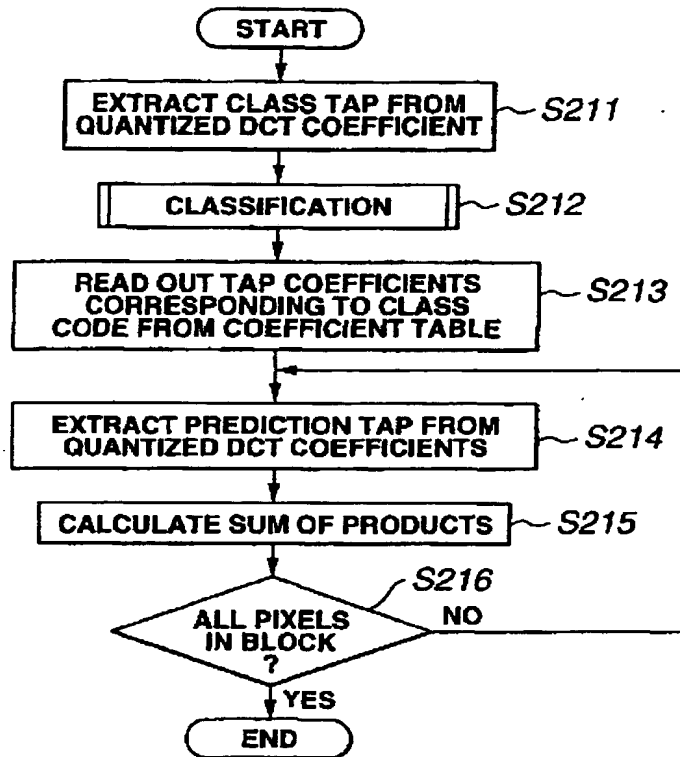 START
EXTRACT CLASS TAP FROM
QUANTIZED DCT COEFFICIENT
S211
CLASSIFICATION
S212
READ OUT TAP COEFFICIENTS
CORRESPONDING TO CLASS
CODE FROM COEFFICIENT TABLE
S213
EXTRACT PREDICTION TAP FROM
QUANTIZED DCT COEFFICIENTS
S214
CALCULATE SUM OF PRODUCTS
S215
S216
ALL PIXELS
IN BLOCK
?
NO
YES
END